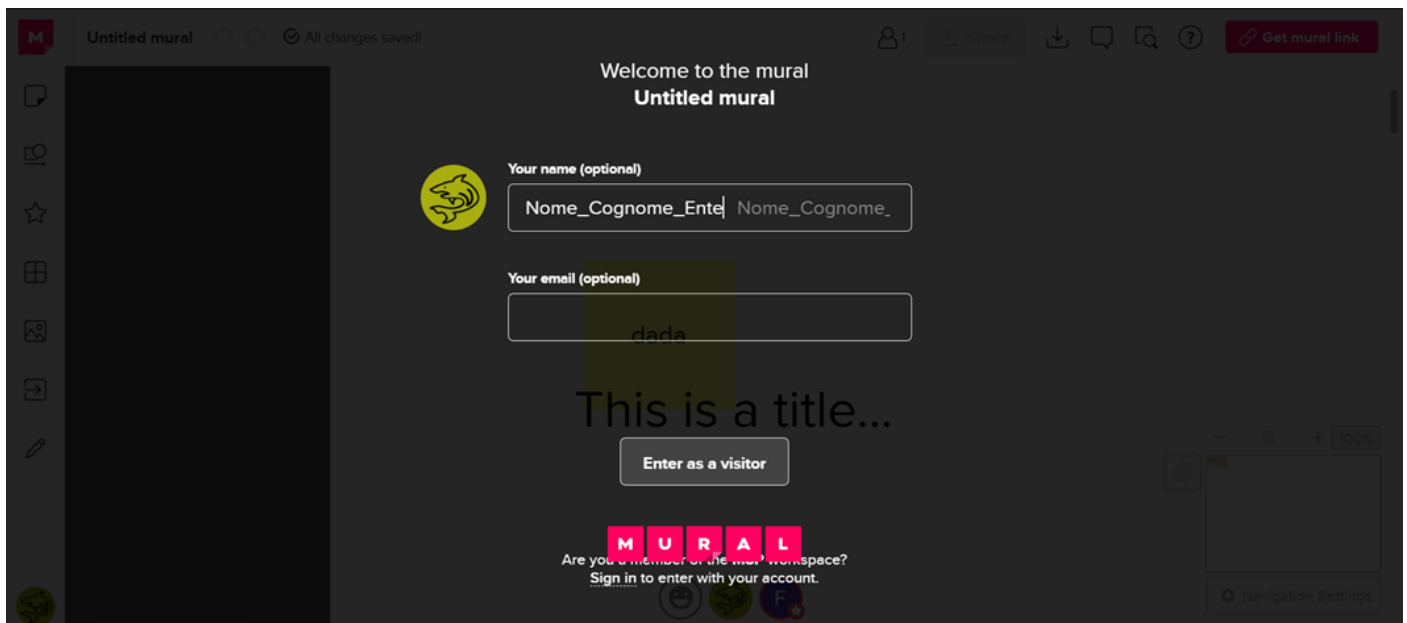 M
Untitled mural
All changes saved!
1
Share
Get mural link
Welcome to the mural
Untitled mural
Your name (optional)
Nome_Cognome_Ente Nome_Cognome_
Your email (optional)
dada
This is a title...
100%
Enter as a visitor
MURAL
Are you a member of the workspace?
Sign in to enter with your account.
F
Navigation Settings